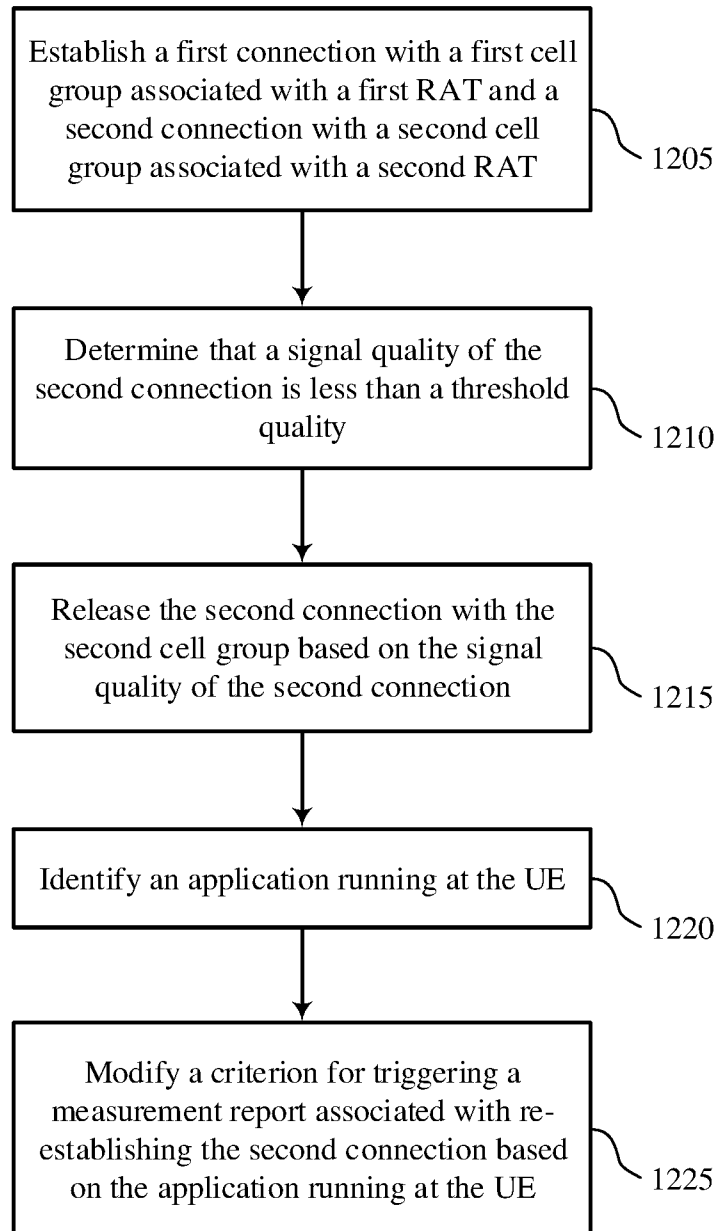 Establish a first connection with a first cell
group associated with a first RAT and a
second connection with a second cell
group associated with a second RAT
1205
Determine that a signal quality of the
second connection is less than a threshold
quality
1210
Release the second connection with the
second cell group based on the signal
quality of the second connection
1215
Identify an application running at the UE
1220
Modify a criterion for triggering a
measurement report associated with re-
establishing the second connection based
on the application running at the UE
1225